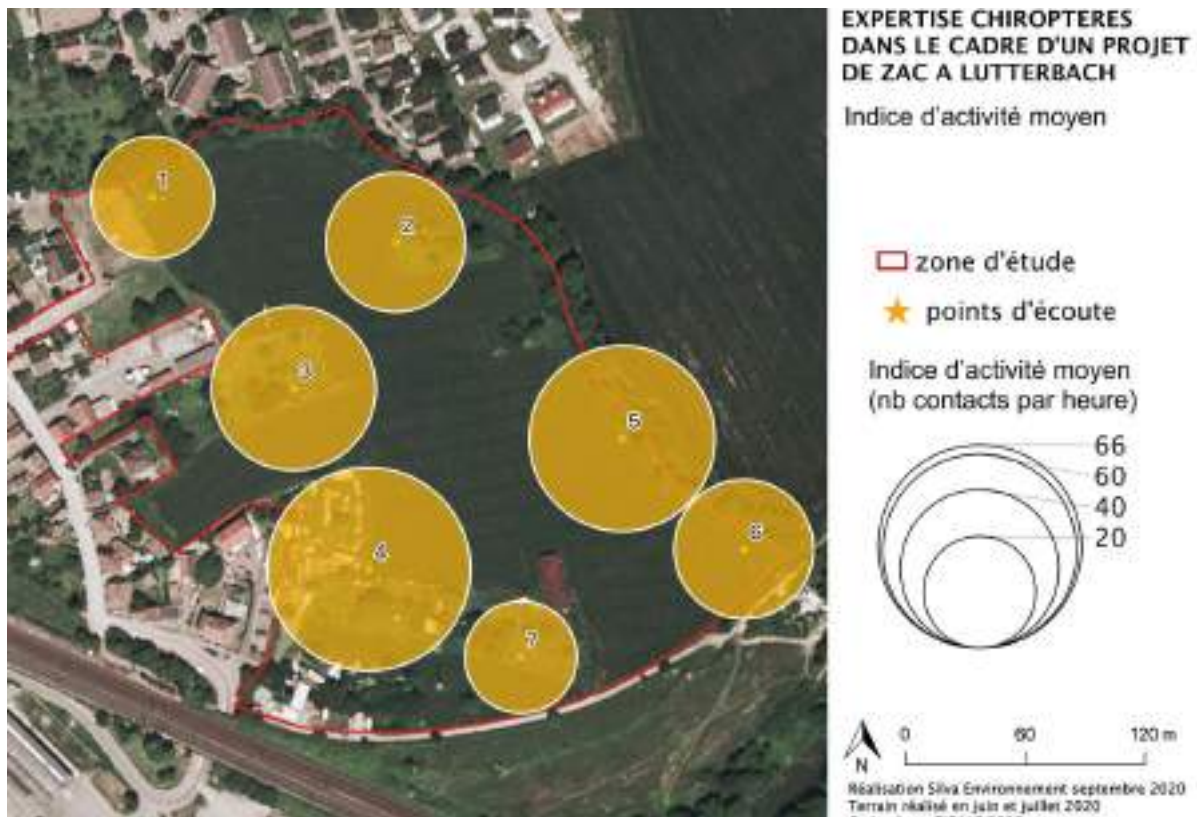 EXPERTISE CHIROPTERES
DANS LE CADRE D'UN PROJET
DE ZAC A LUTTERBACH
Indice d'activité moyen
1
2
3
4
5
6
7
zone d'étude
points d'écoute
Indice d'activité moyen
(nb contacts par heure)
66
60
40
20
N
0 60 120 m
Réalisation Silva Environnement septembre 2020
Terrain réalisé en juin et juillet 2020